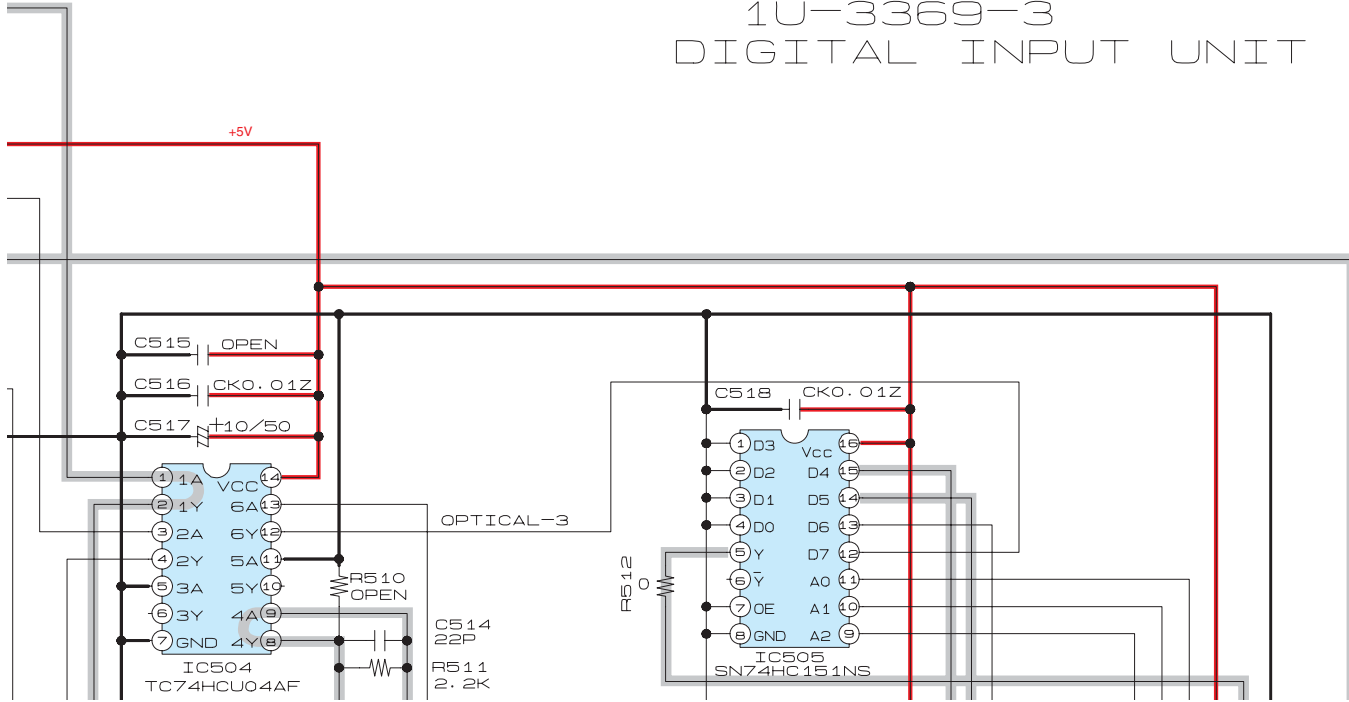 1U-3369-3
DIGITAL INPUT UNIT
+5V
C515 OPEN
C516 CK0.01Z
C517 +10/50
C518 CK0.01Z
1 1A VCC 14
2 1Y 6A 13
3 2A 6Y 12
4 2Y 5A 11
5 3A 5Y 10
6 3Y 4A 9
7 GND 4Y 8
IC504
TC74HCU04AF
OPTICAL-3
R510
OPEN
C514
22P
R511
2.2K
R512
0
1 D3 Vcc 16
2 D2 D4 15
3 D1 D5 14
4 D0 D6 13
5 Y D7 12
6 Y̅ A0 11
7 OE A1 10
8 GND A2 9
IC505
SN74HC151NS